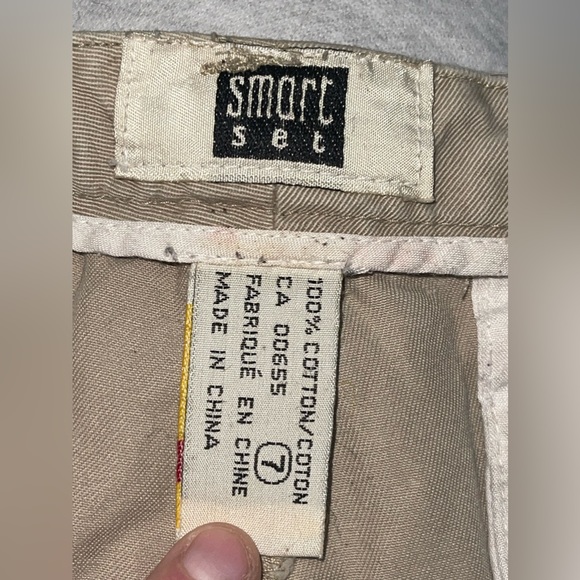 smart
set
100% COTTON/COTON
CA 00655 7
FABRIQUÉ EN CHINE
MADE IN CHINA